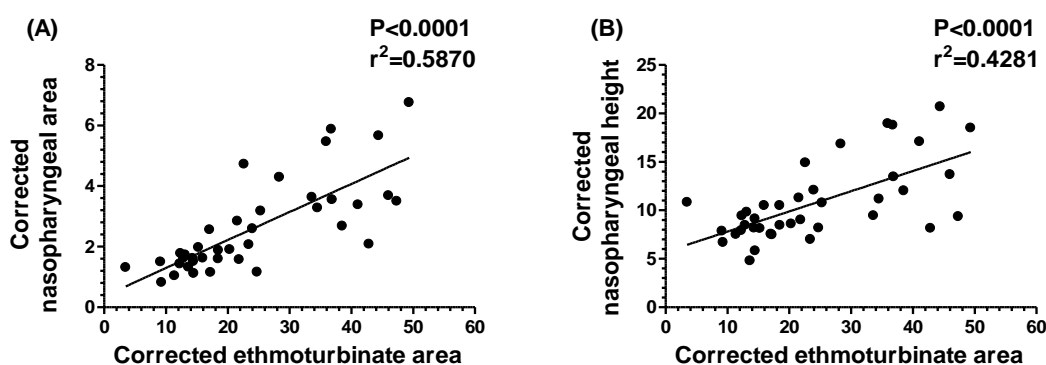 (A)
P<0.0001
r²=0.5870
8
6
4
2
0
Corrected
nasopharyngeal area
0 10 20 30 40 50 60
Corrected ethmoturbinate area
(B)
P<0.0001
r²=0.4281
25
20
15
10
5
0
Corrected
nasopharyngeal height
0 10 20 30 40 50 60
Corrected ethmoturbinate area